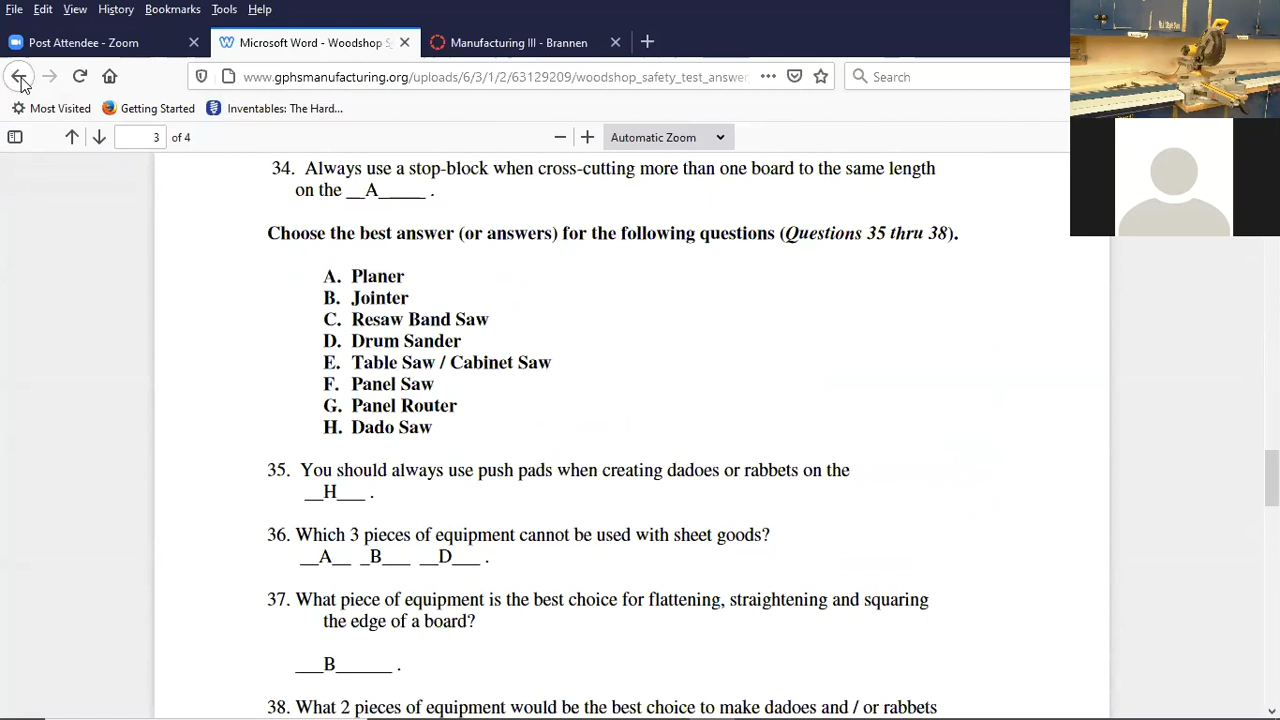 File Edit View History Bookmarks Tools Help
Post Attendee - Zoom
Microsoft Word - Woodshop S
Manufacturing III - Brannen
www.gphsmanufacturing.org/uploads/6/3/1/2/63129209/woodshop_safety_test_answer
Search
Most Visited Getting Started Inventables: The Hard...
3 of 4
Automatic Zoom
34. Always use a stop-block when cross-cutting more than one board to the same length
on the __A_____ .
Choose the best answer (or answers) for the following questions (Questions 35 thru 38).
A. Planer
B. Jointer
C. Resaw Band Saw
D. Drum Sander
E. Table Saw / Cabinet Saw
F. Panel Saw
G. Panel Router
H. Dado Saw
35. You should always use push pads when creating dadoes or rabbets on the
__H___ .
36. Which 3 pieces of equipment cannot be used with sheet goods?
__A__ _B___ __D___ .
37. What piece of equipment is the best choice for flattening, straightening and squaring
the edge of a board?
___B______ .
38. What 2 pieces of equipment would be the best choice to make dadoes and / or rabbets